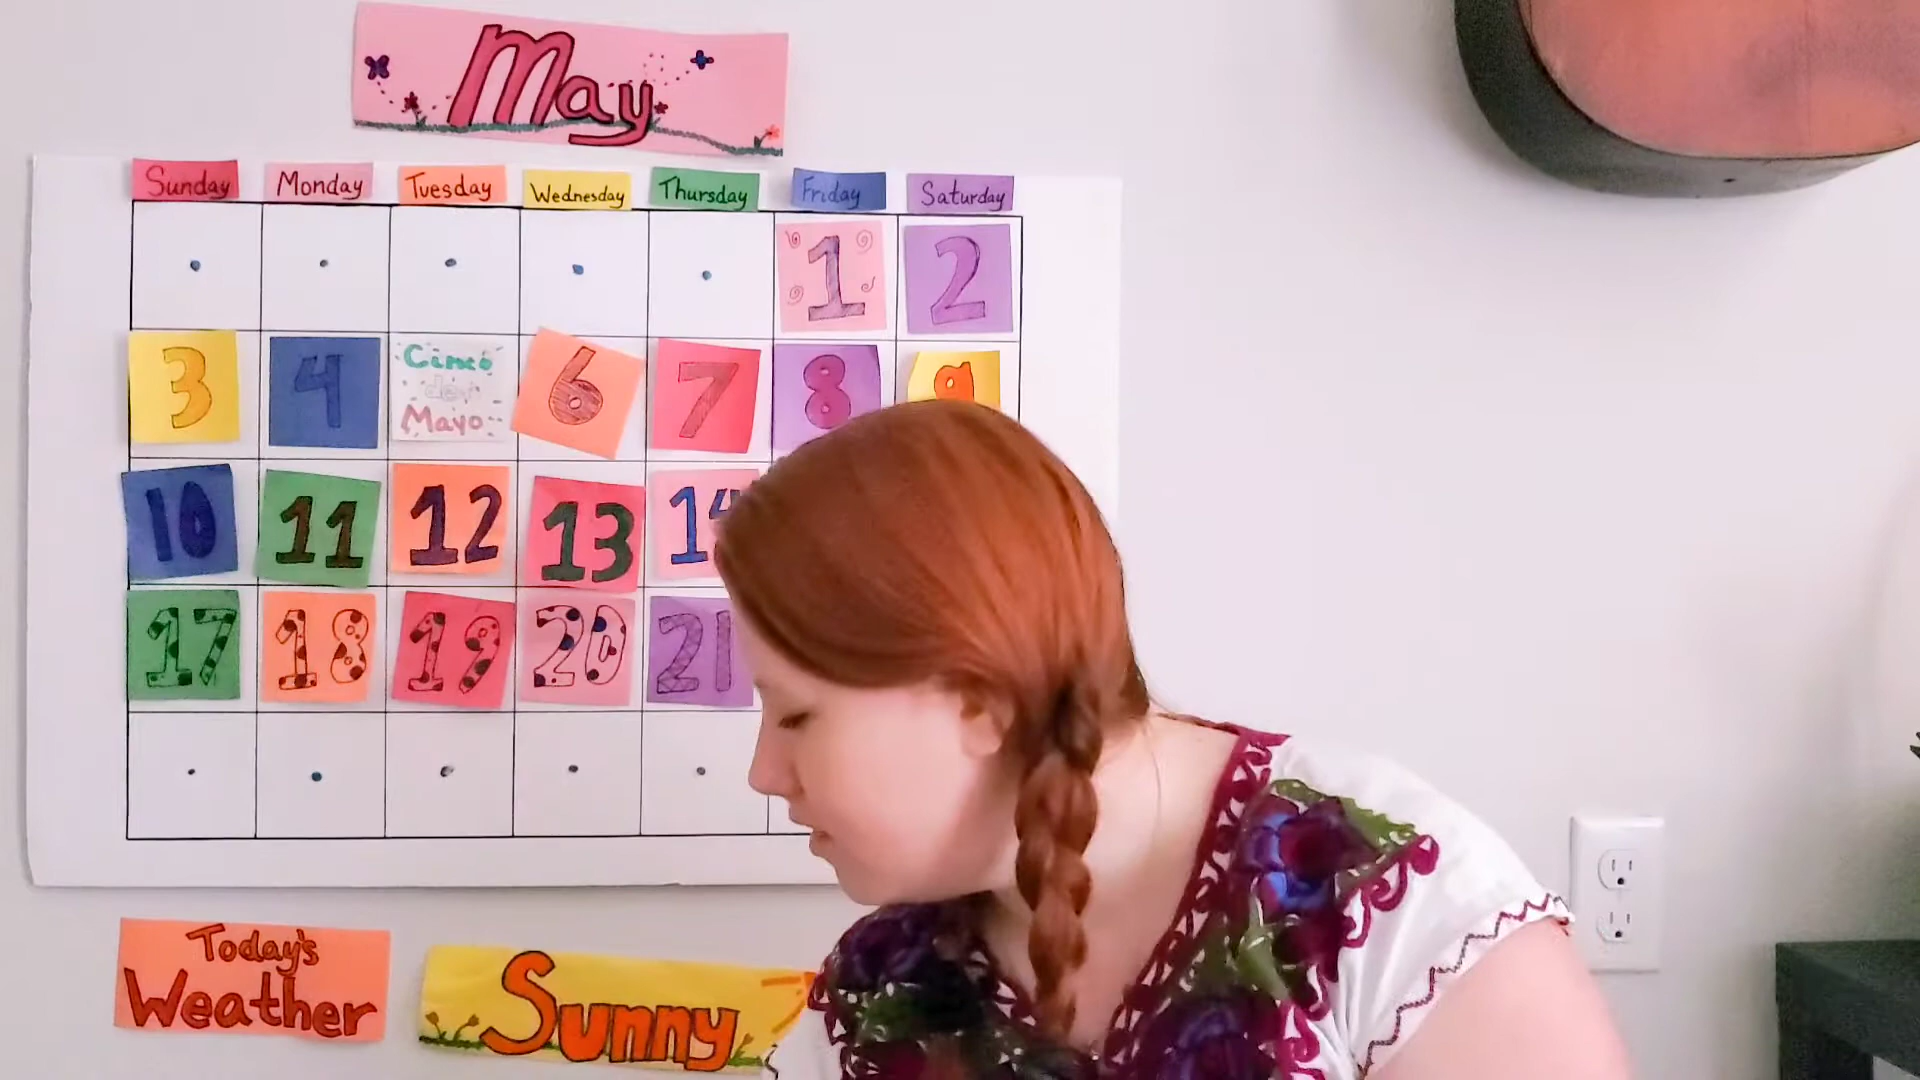 May
Sunday Monday Tuesday Wednesday Thursday Friday Saturday
1 2
3 4 Cinco de Mayo 6 7 8 9
10 11 12 13 14
17 18 19 20 21
Today's
Weather
Sunny